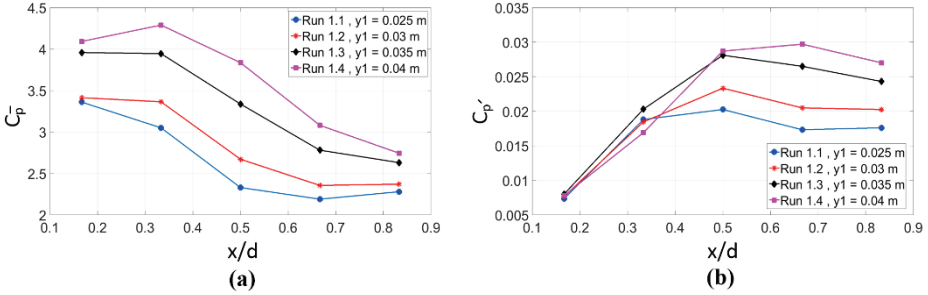 4.5
4
3.5
3
2.5
2
0.1 0.2 0.3 0.4 0.5 0.6 0.7 0.8 0.9
Cp̄
x/d
Run 1.1 , y1 = 0.025 m
Run 1.2 , y1 = 0.03 m
Run 1.3 , y1 = 0.035 m
Run 1.4 , y1 = 0.04 m
(a)
0.035
0.03
0.025
0.02
0.015
0.01
0.005
0.1 0.2 0.3 0.4 0.5 0.6 0.7 0.8 0.9
Cp′
x/d
Run 1.1 , y1 = 0.025 m
Run 1.2 , y1 = 0.03 m
Run 1.3 , y1 = 0.035 m
Run 1.4 , y1 = 0.04 m
(b)